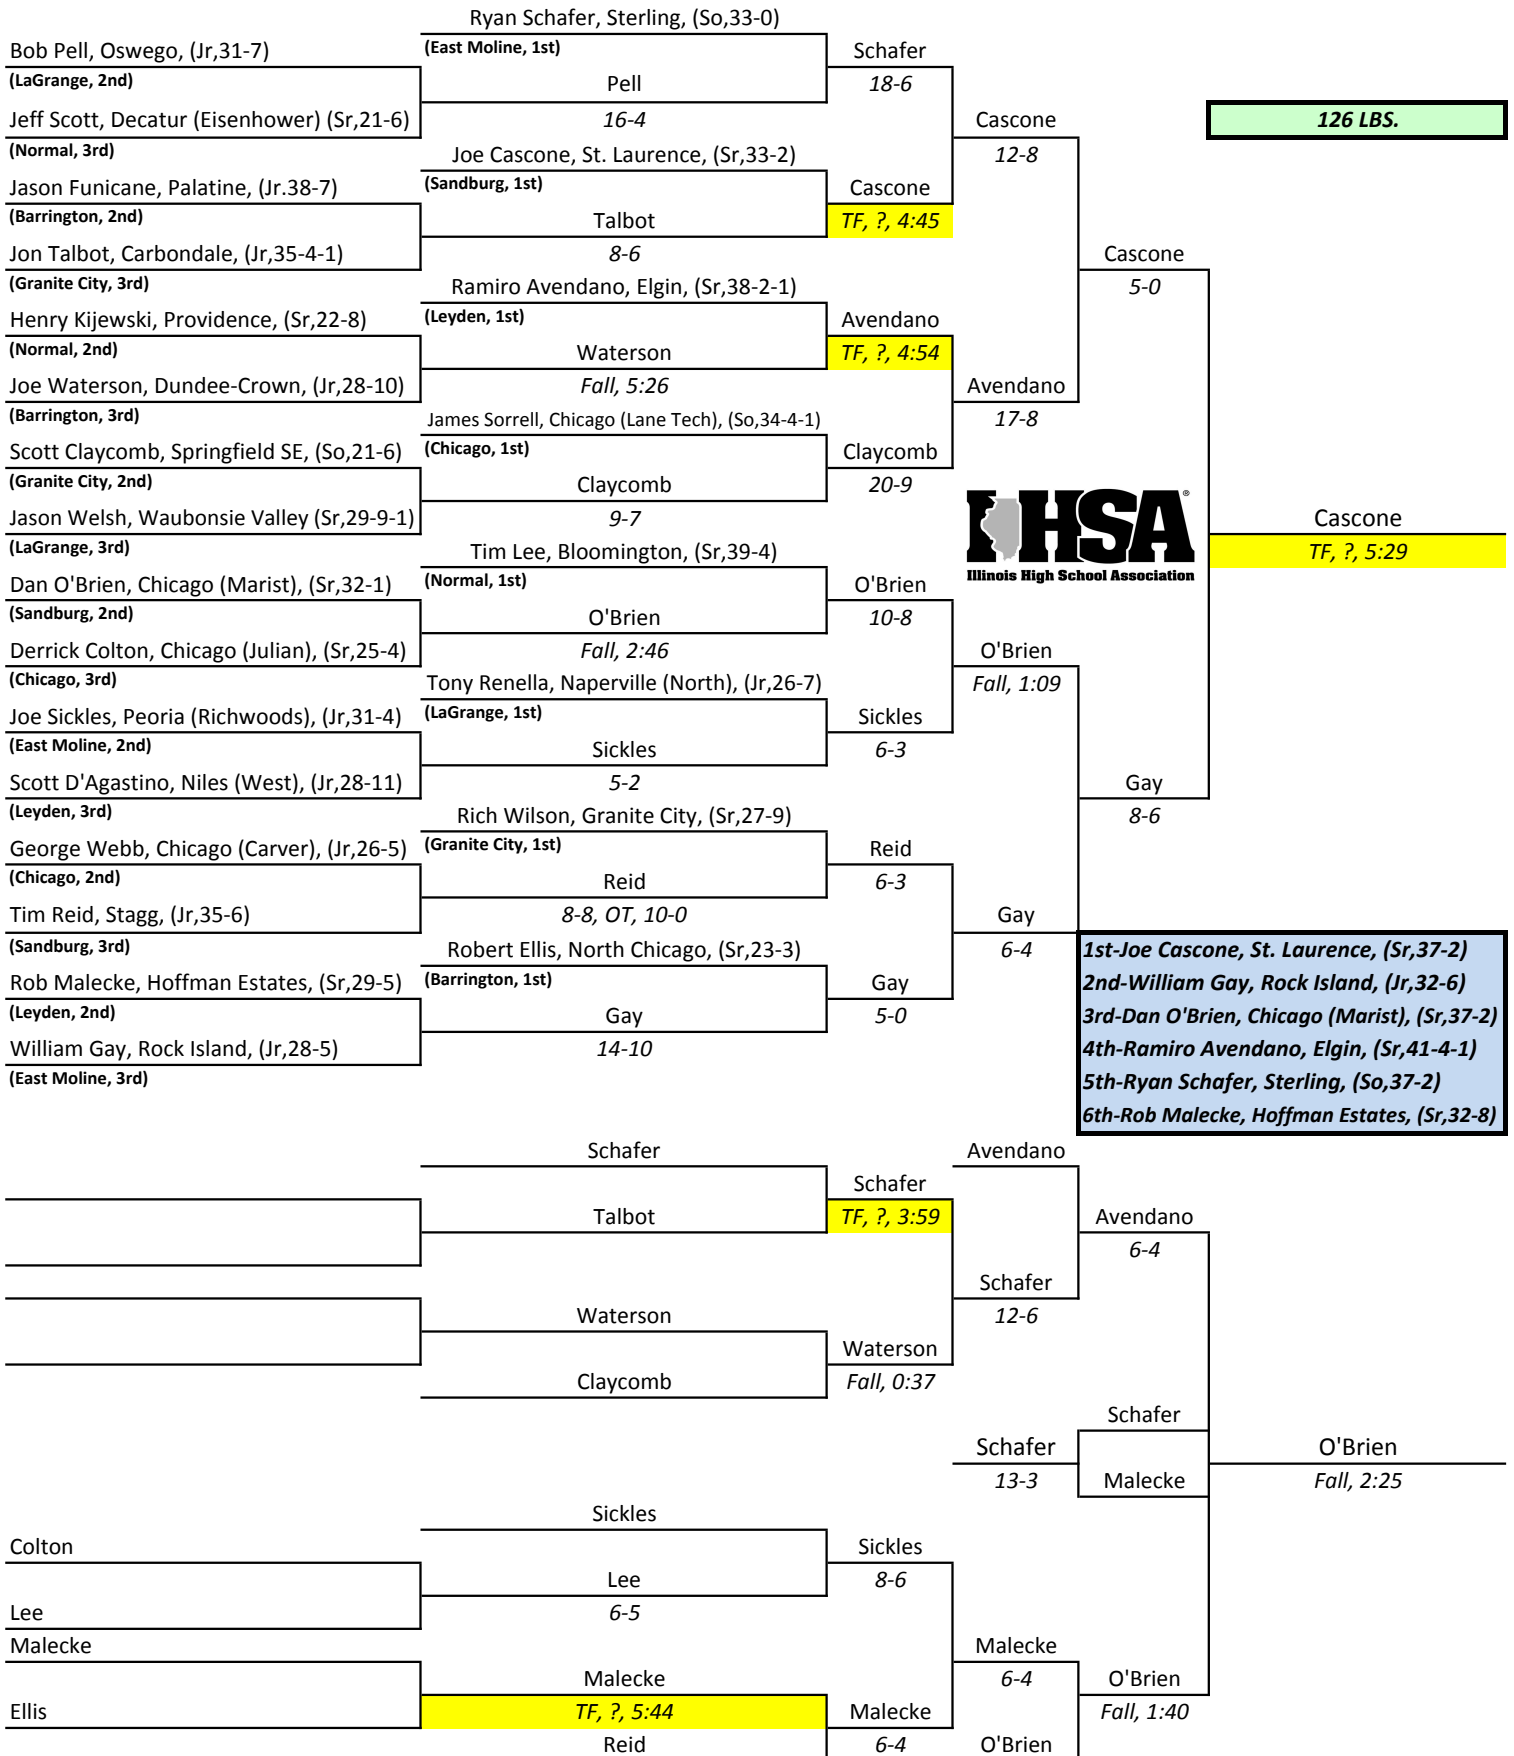 Ryan Schafer, Sterling, (So,33-0)
Bob Pell, Oswego, (Jr,31-7)
(East Moline, 1st)
Schafer
(LaGrange, 2nd)
Pell
18-6
Jeff Scott, Decatur (Eisenhower) (Sr,21-6)
16-4
Cascone
126 LBS.
(Normal, 3rd)
Joe Cascone, St. Laurence, (Sr,33-2)
12-8
Jason Funicane, Palatine, (Jr.38-7)
(Sandburg, 1st)
Cascone
(Barrington, 2nd)
Talbot
TF, ?, 4:45
Jon Talbot, Carbondale, (Jr,35-4-1)
8-6
Cascone
(Granite City, 3rd)
Ramiro Avendano, Elgin, (Sr,38-2-1)
5-0
Henry Kijewski, Providence, (Sr,22-8)
(Leyden, 1st)
Avendano
(Normal, 2nd)
Waterson
TF, ?, 4:54
Joe Waterson, Dundee-Crown, (Jr,28-10)
Fall, 5:26
Avendano
(Barrington, 3rd)
James Sorrell, Chicago (Lane Tech), (So,34-4-1)
17-8
Scott Claycomb, Springfield SE, (So,21-6)
(Chicago, 1st)
Claycomb
(Granite City, 2nd)
Claycomb
20-9
Jason Welsh, Waubonsie Valley (Sr,29-9-1)
9-7
IHSA®
Cascone
(LaGrange, 3rd)
Tim Lee, Bloomington, (Sr,39-4)
TF, ?, 5:29
Illinois High School Association
Dan O'Brien, Chicago (Marist), (Sr,32-1)
(Normal, 1st)
O'Brien
(Sandburg, 2nd)
O'Brien
10-8
Derrick Colton, Chicago (Julian), (Sr,25-4)
Fall, 2:46
O'Brien
(Chicago, 3rd)
Tony Renella, Naperville (North), (Jr,26-7)
Fall, 1:09
Joe Sickles, Peoria (Richwoods), (Jr,31-4)
(LaGrange, 1st)
Sickles
(East Moline, 2nd)
Sickles
6-3
Scott D'Agastino, Niles (West), (Jr,28-11)
5-2
Gay
(Leyden, 3rd)
Rich Wilson, Granite City, (Sr,27-9)
8-6
George Webb, Chicago (Carver), (Jr,26-5)
(Granite City, 1st)
Reid
(Chicago, 2nd)
Reid
6-3
Tim Reid, Stagg, (Jr,35-6)
8-8, OT, 10-0
Gay
(Sandburg, 3rd)
Robert Ellis, North Chicago, (Sr,23-3)
6-4
1st-Joe Cascone, St. Laurence, (Sr,37-2)
Rob Malecke, Hoffman Estates, (Sr,29-5)
(Barrington, 1st)
Gay
2nd-William Gay, Rock Island, (Jr,32-6)
(Leyden, 2nd)
Gay
5-0
3rd-Dan O'Brien, Chicago (Marist), (Sr,37-2)
William Gay, Rock Island, (Jr,28-5)
14-10
4th-Ramiro Avendano, Elgin, (Sr,41-4-1)
(East Moline, 3rd)
5th-Ryan Schafer, Sterling, (So,37-2)
6th-Rob Malecke, Hoffman Estates, (Sr,32-8)
Schafer
Avendano
Schafer
Talbot
TF, ?, 3:59
Avendano
6-4
Schafer
Waterson
12-6
Waterson
Claycomb
Fall, 0:37
Schafer
Schafer
O'Brien
13-3
Malecke
Fall, 2:25
Sickles
Colton
Sickles
Lee
8-6
Lee
6-5
Malecke
Malecke
Malecke
6-4
O'Brien
Ellis
TF, ?, 5:44
Malecke
Fall, 1:40
Reid
6-4
O'Brien